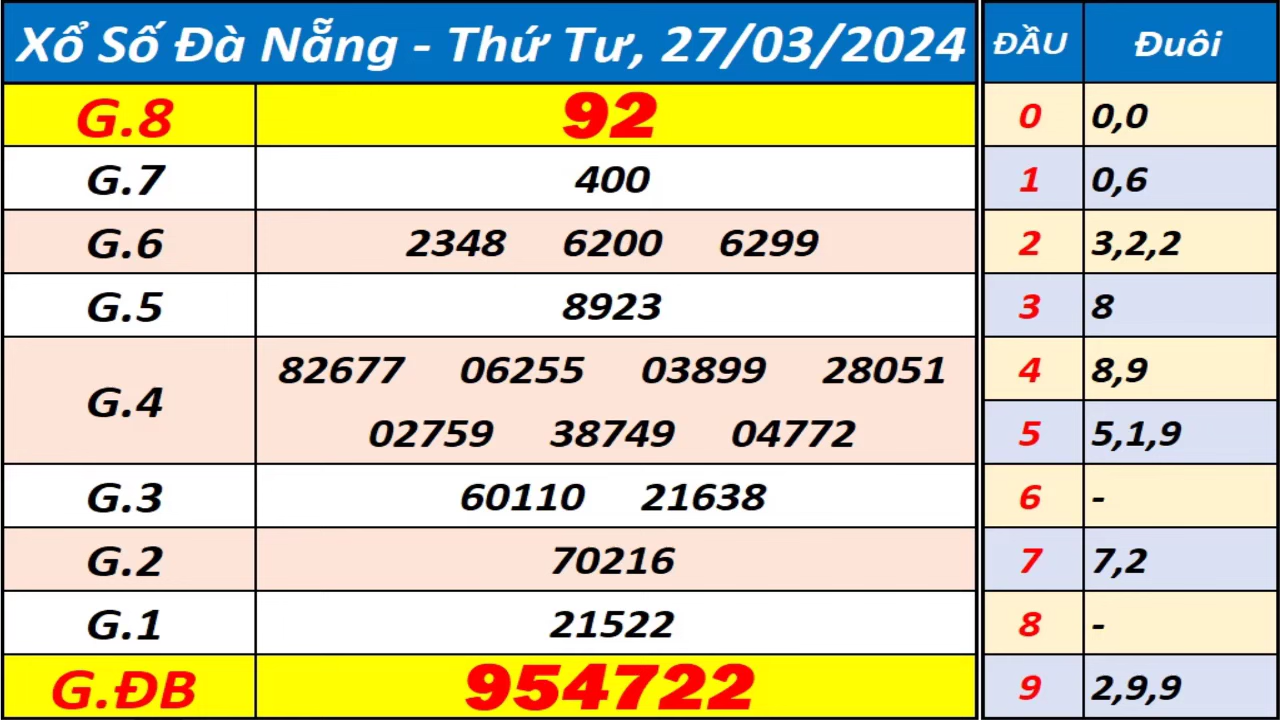 Xổ Số Đà Nẵng - Thứ Tư, 27/03/2024
G.8 92
G.7 400
G.6 2348 6200 6299
G.5 8923
G.4 82677 06255 03899 28051
02759 38749 04772
G.3 60110 21638
G.2 70216
G.1 21522
G.ĐB 954722
ĐẦU Đuôi
0 0,0
1 0,6
2 3,2,2
3 8
4 8,9
5 5,1,9
6 -
7 7,2
8 -
9 2,9,9